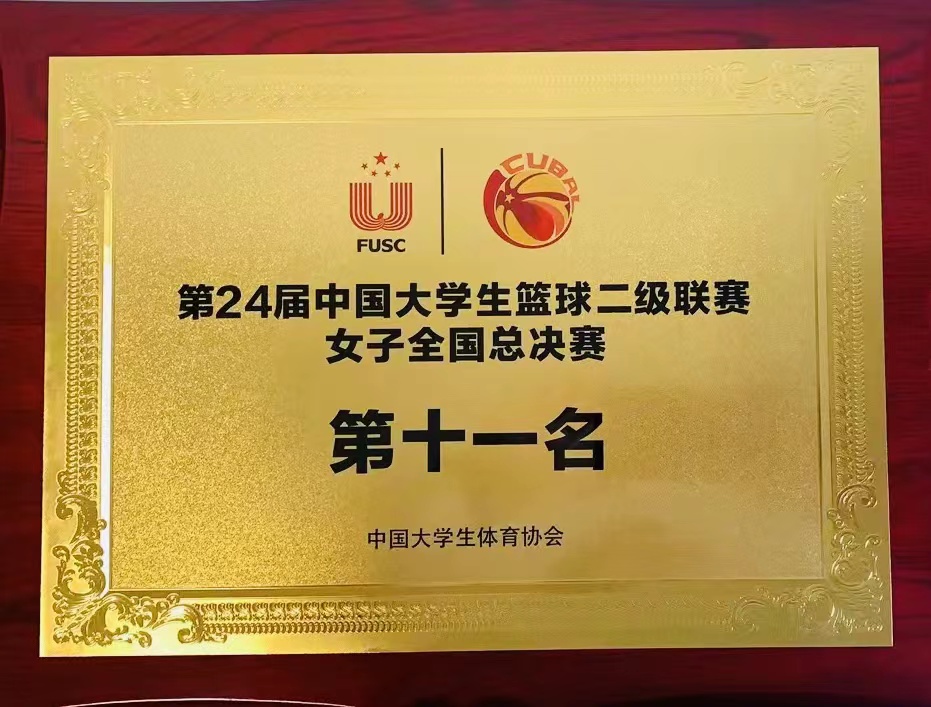 FUSC
CUBAL
第24届中国大学生篮球二级联赛
女子全国总决赛
第十一名
中国大学生体育协会